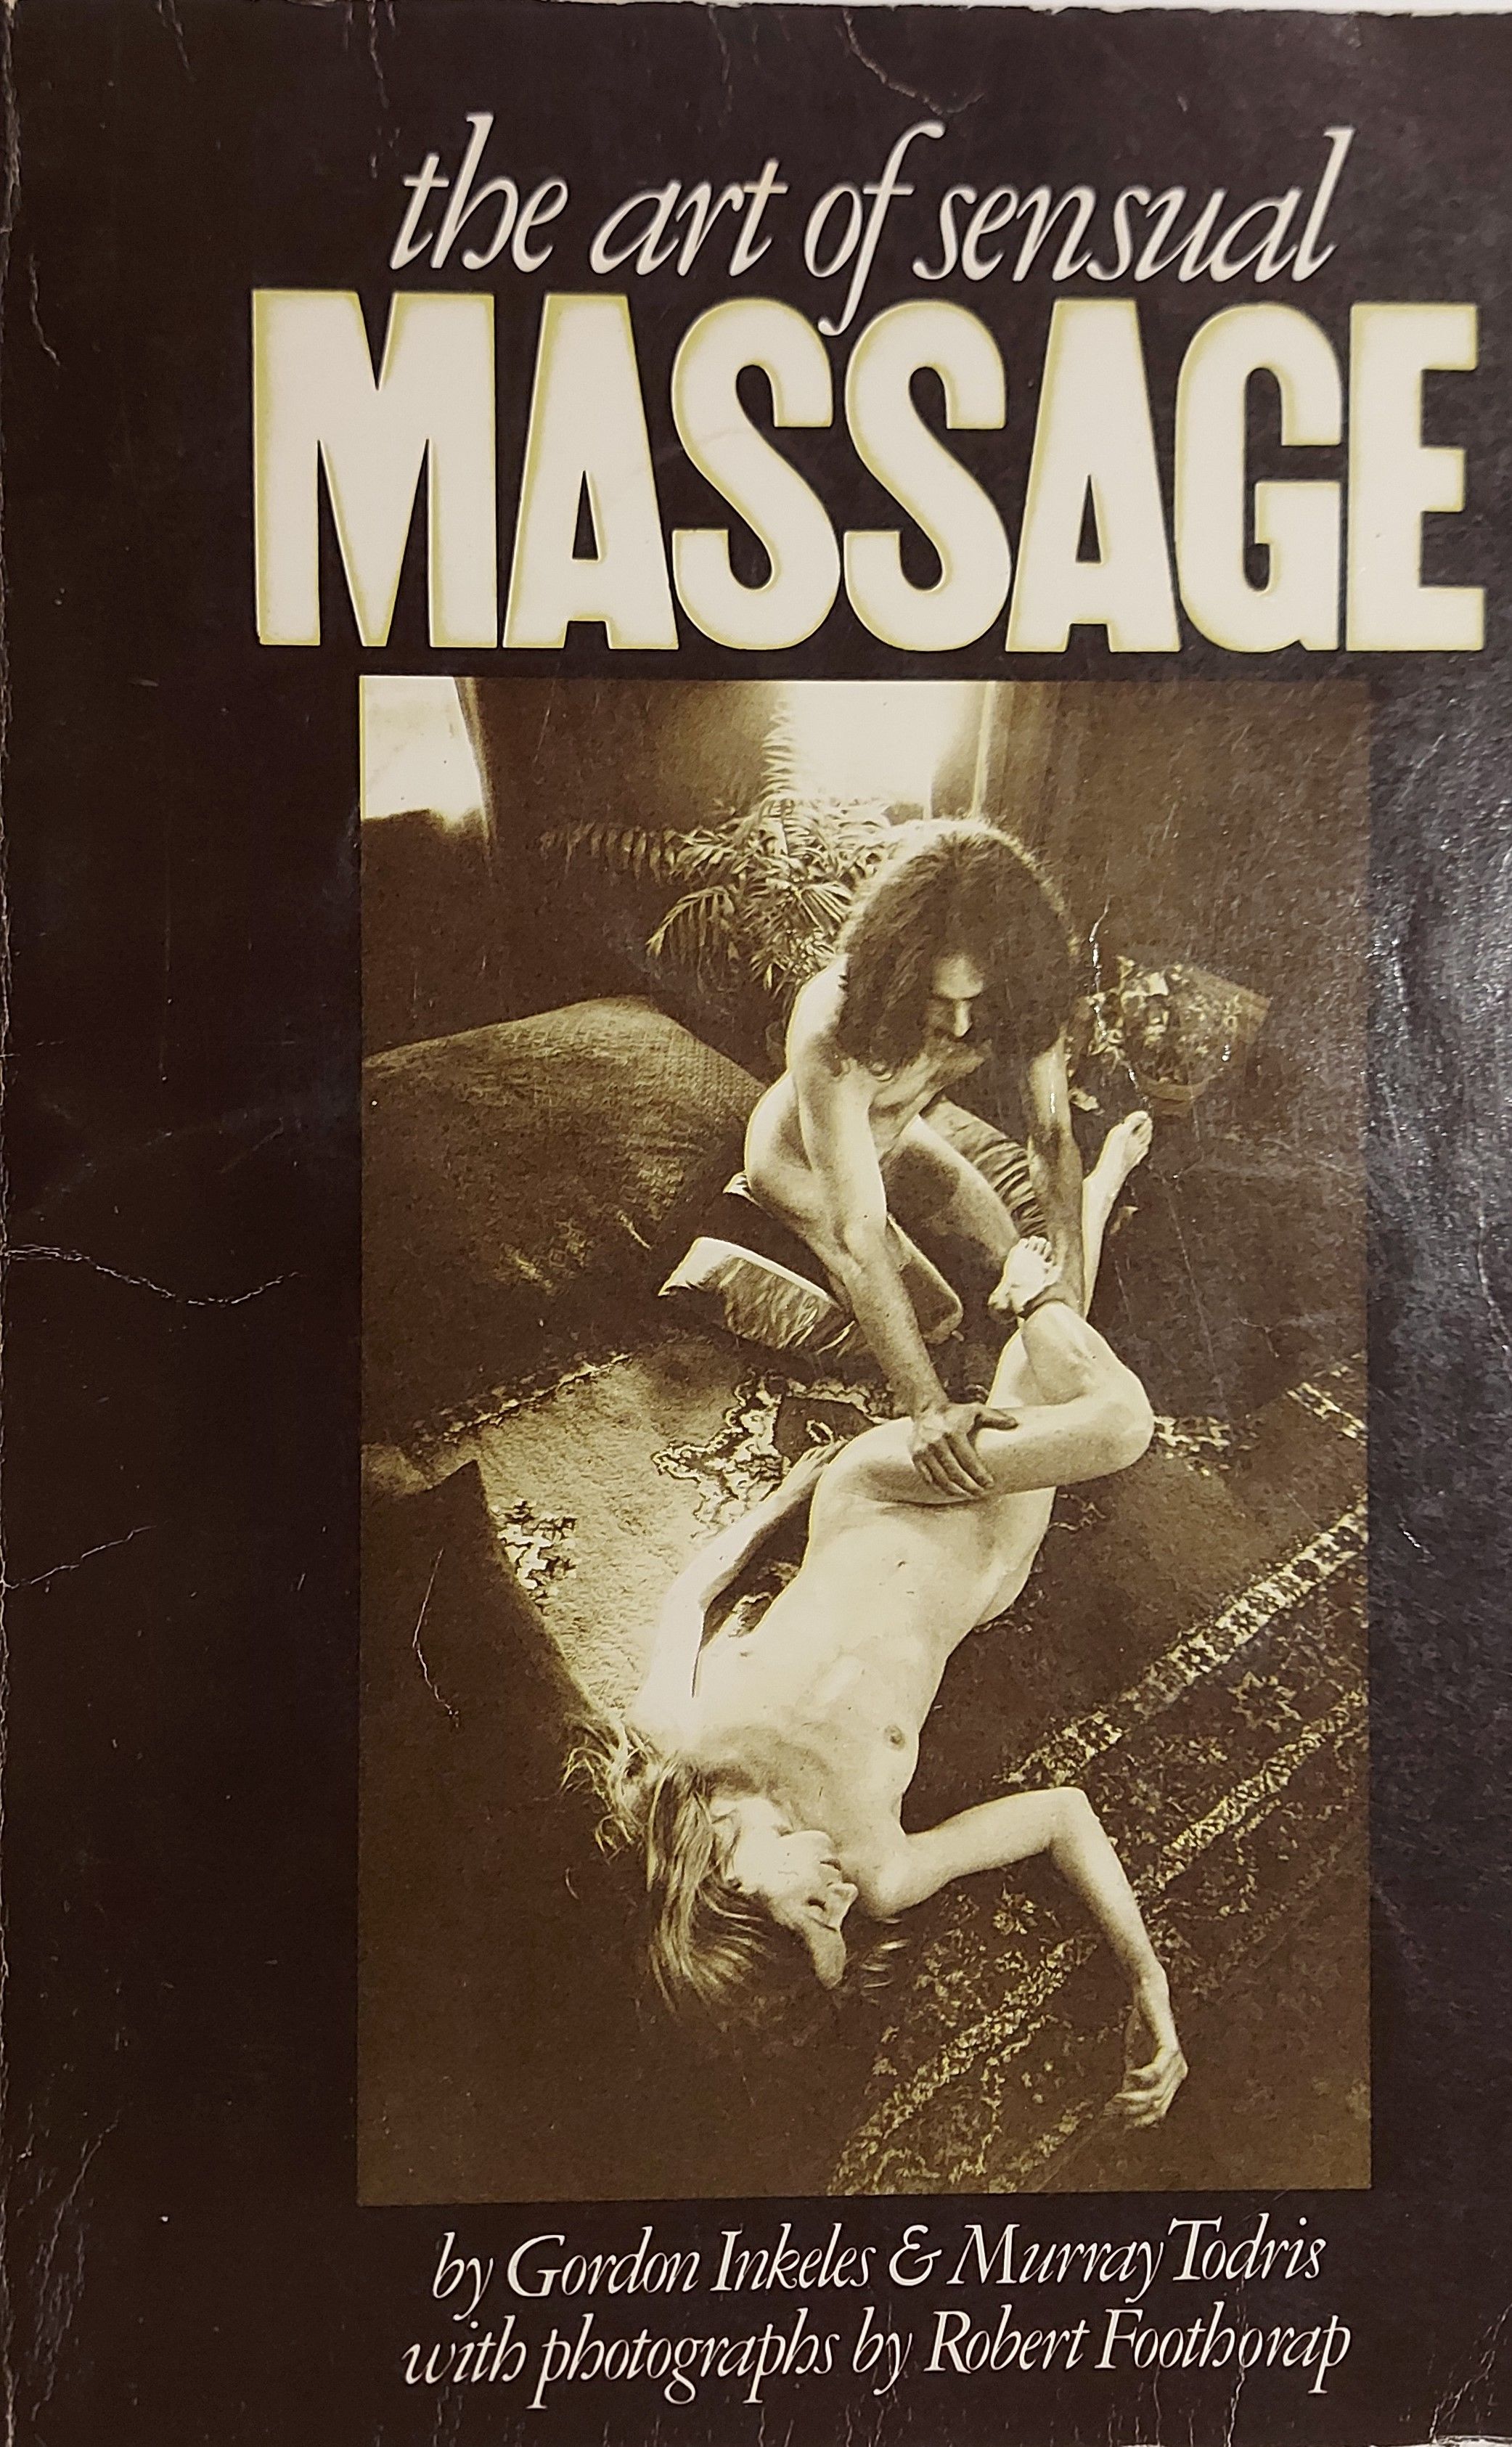 the art of sensual
MASSAGE
by Gordon Inkeles & Murray Todris
with photographs by Robert Foothorap